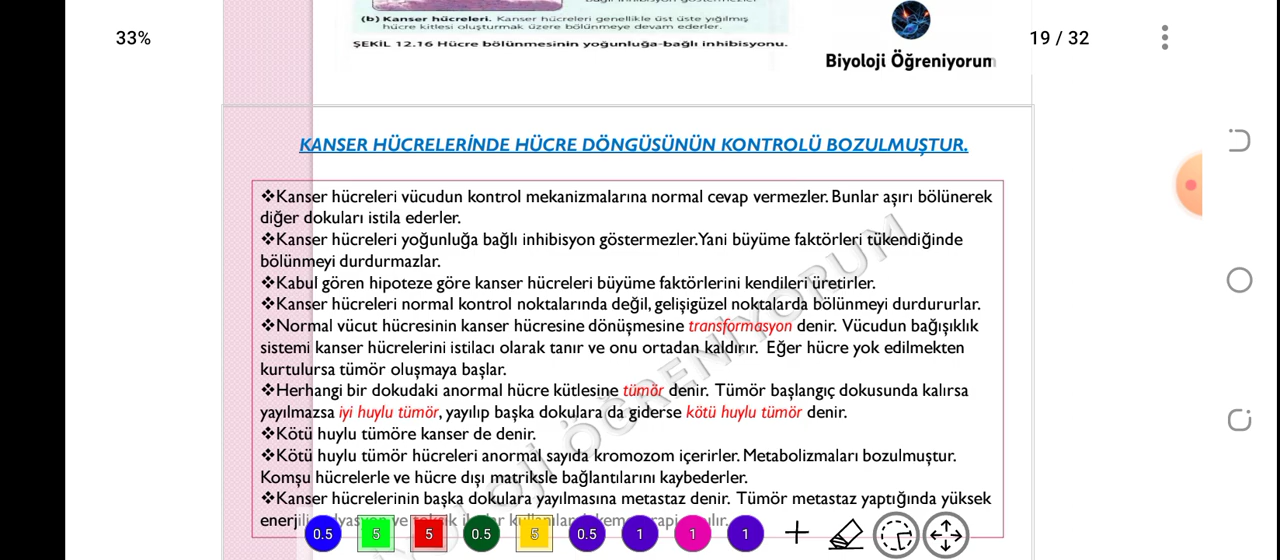 bağlı inhibisyon göstermezler.
(b) Kanser hücreleri. Kanser hücreleri genellikle üst üste yığılmış
hücre kitlesi oluşturmak üzere bölünmeye devam ederler.
ŞEKİL 12.16 Hücre bölünmesinin yoğunluğa-bağlı inhibisyonu.
33%
19 / 32
Biyoloji Öğreniyorum
KANSER HÜCRELERİNDE HÜCRE DÖNGÜSÜNÜN KONTROLÜ BOZULMUŞTUR.
❖Kanser hücreleri vücudun kontrol mekanizmalarına normal cevap vermezler. Bunlar aşırı bölünerek
diğer dokuları istila ederler.
❖Kanser hücreleri yoğunluğa bağlı inhibisyon göstermezler.Yani büyüme faktörleri tükendiğinde
bölünmeyi durdurmazlar.
❖Kabul gören hipoteze göre kanser hücreleri büyüme faktörlerini kendileri üretirler.
❖Kanser hücreleri normal kontrol noktalarında değil, gelişigüzel noktalarda bölünmeyi durdururlar.
❖Normal vücut hücresinin kanser hücresine dönüşmesine transformasyon denir. Vücudun bağışıklık
sistemi kanser hücrelerini istilacı olarak tanır ve onu ortadan kaldırır. Eğer hücre yok edilmekten
kurtulursa tümör oluşmaya başlar.
❖Herhangi bir dokudaki anormal hücre kütlesine tümör denir. Tümör başlangıç dokusunda kalırsa
yayılmazsa iyi huylu tümör, yayılıp başka dokulara da giderse kötü huylu tümör denir.
❖Kötü huylu tümöre kanser de denir.
❖Kötü huylu tümör hücreleri anormal sayıda kromozom içerirler. Metabolizmaları bozulmuştur.
Komşu hücrelerle ve hücre dışı matriksle bağlantılarını kaybederler.
❖Kanser hücrelerinin başka dokulara yayılmasına metastaz denir. Tümör metastaz yaptığında yüksek
enerjili ve
BİYOLOJİ ÖĞRENİYORUM
0.5 5 5 0.5 5 0.5 1 1 1